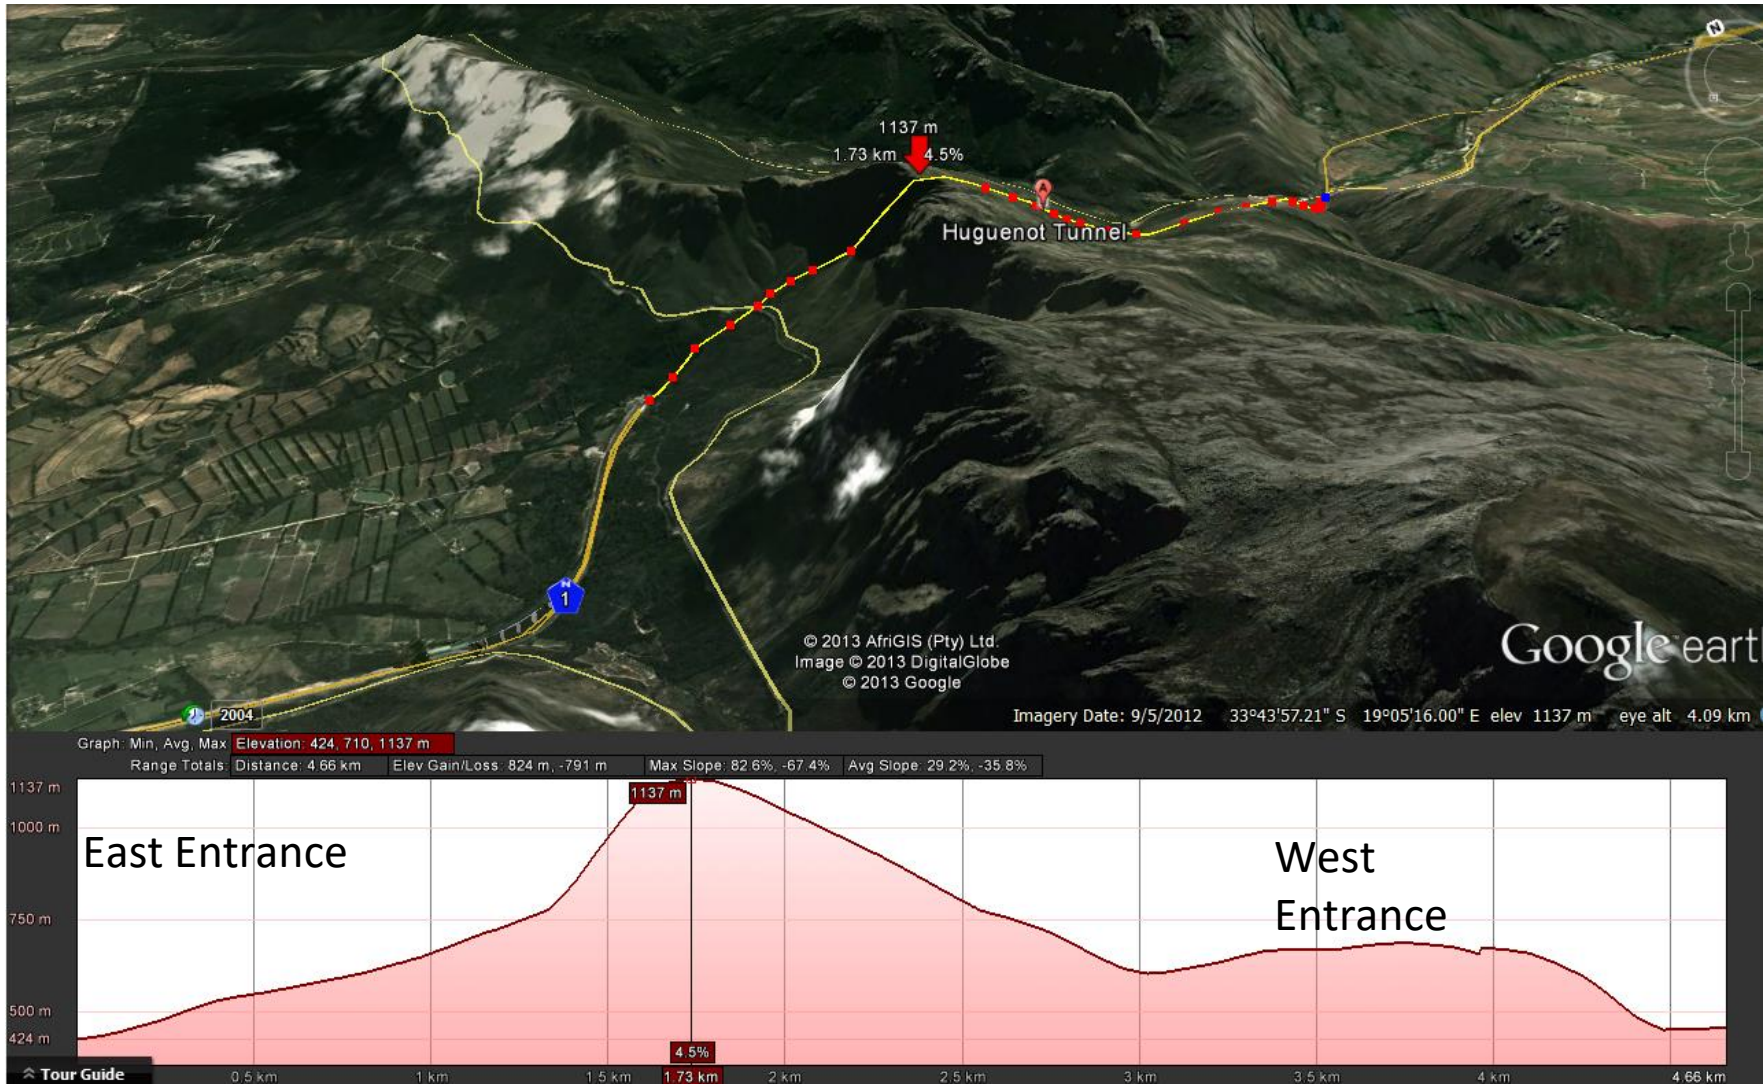 N
1137 m
1.73 km 4.5%
A
Huguenot Tunnel
N
1
© 2013 AfriGIS (Pty) Ltd.
Image © 2013 DigitalGlobe
© 2013 Google
Google earth
2004
Imagery Date: 9/5/2012 33°43'57.21" S 19°05'16.00" E elev 1137 m eye alt 4.09 km
Graph: Min, Avg, Max Elevation: 424, 710, 1137 m
Range Totals: Distance: 4.66 km Elev Gain/Loss: 824 m, -791 m Max Slope: 82.6%, -67.4% Avg Slope: 29.2%, -35.8%
1137 m
1137 m
1000 m
East Entrance
West
Entrance
750 m
500 m
424 m
4.5%
Tour Guide 0.5 km 1 km 1.5 km 1.73 km 2 km 2.5 km 3 km 3.5 km 4 km 4.66 km